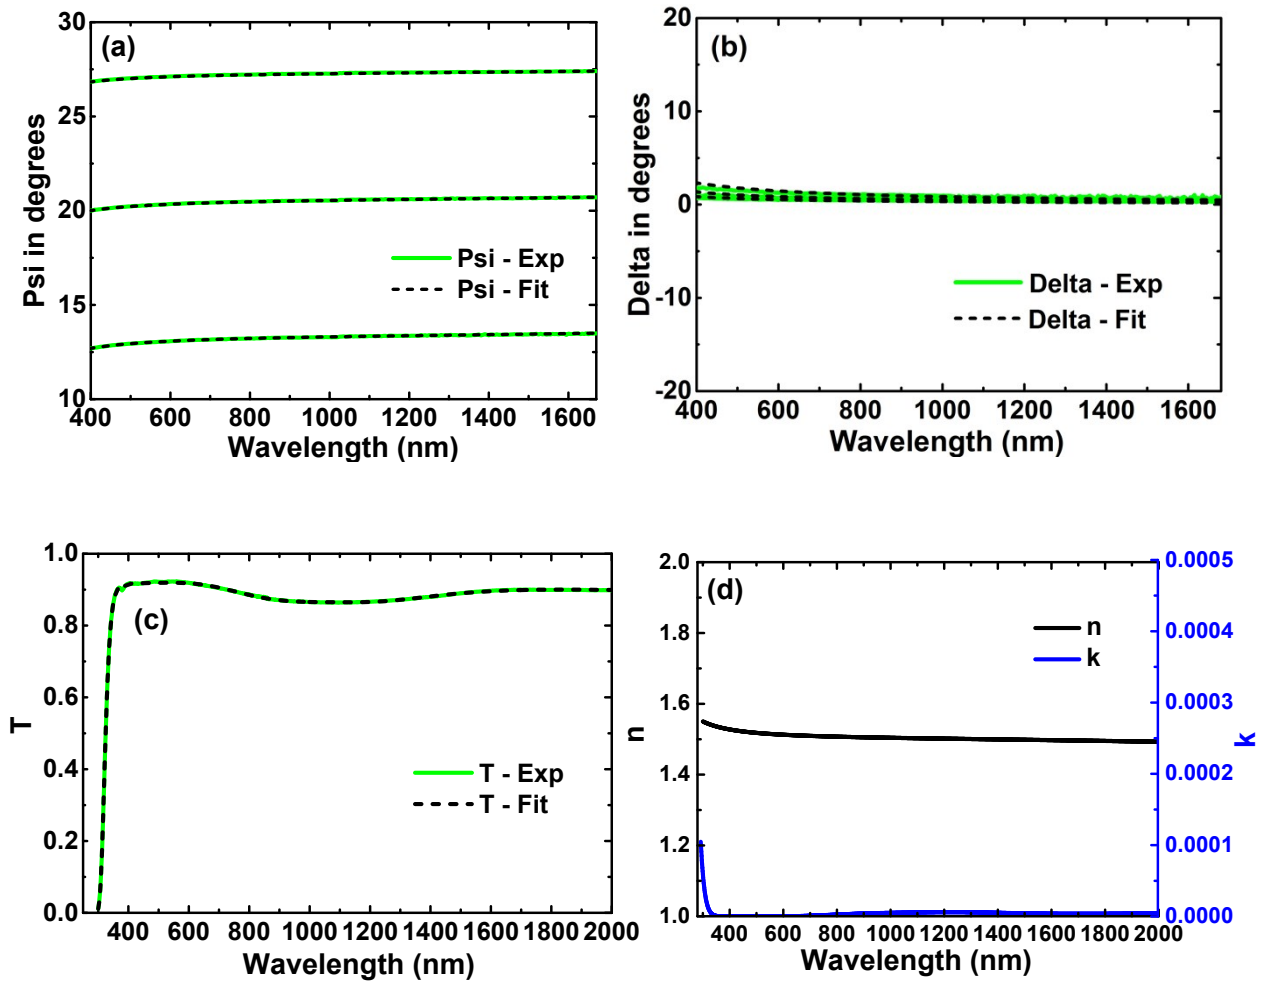 (a)
Psi in degrees
30
25
20
15
10
Psi - Exp
Psi - Fit
400 600 800 1000 1200 1400 1600
Wavelength (nm)
(b)
Delta in degrees
20
10
0
-10
-20
Delta - Exp
Delta - Fit
400 600 800 1000 1200 1400 1600
Wavelength (nm)
(c)
T
1.0
0.8
0.6
0.4
0.2
0.0
T - Exp
T - Fit
400 600 800 1000 1200 1400 1600 1800 2000
Wavelength (nm)
(d)
n
2.0
1.8
1.6
1.4
1.2
1.0
n
k
0.0005
0.0004
0.0003
0.0002
0.0001
0.0000
k
400 600 800 1000 1200 1400 1600 1800 2000
Wavelength (nm)